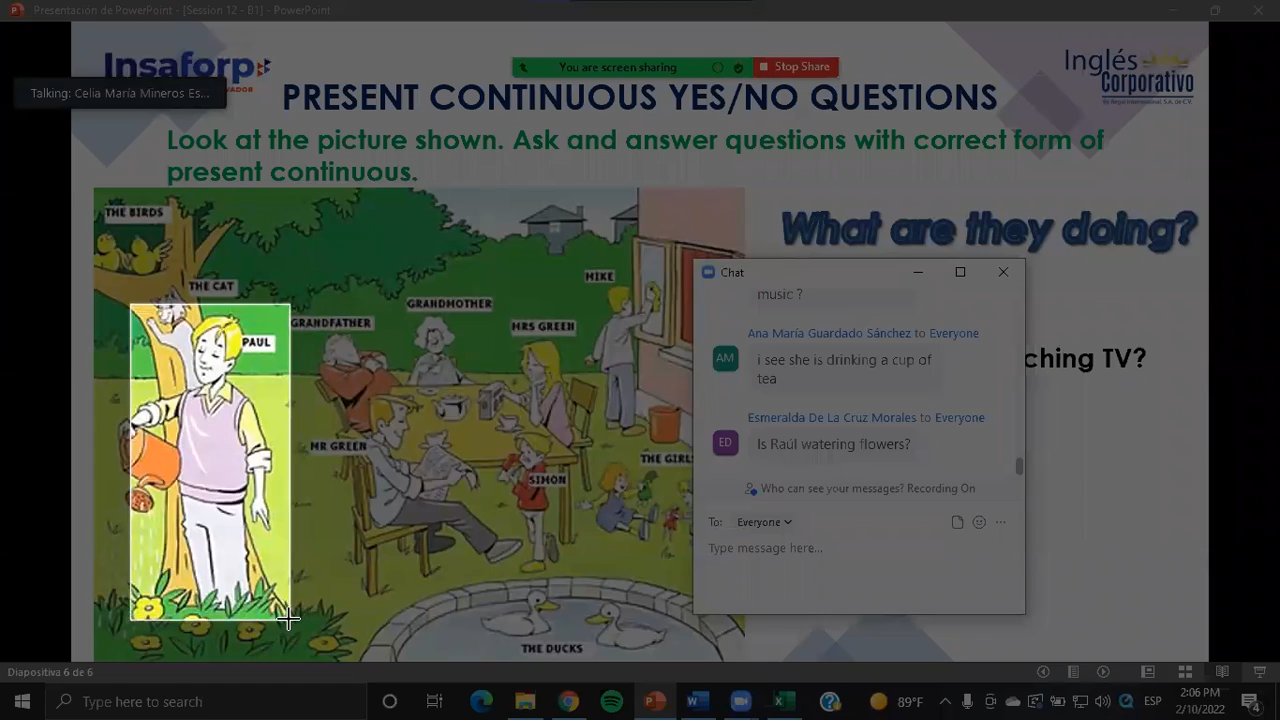 Presentación de PowerPoint - [Session 12 - B1] - PowerPoint
Insaforp
You are screen sharing
Stop Share
Inglés
Corporativo
Talking: Celia María Mineros Es...
PRESENT CONTINUOUS YES/NO QUESTIONS
Look at the picture shown. Ask and answer questions with correct form of
present continuous.
THE BIRDS
What are they doing?
THE CAT
MIKE
GRANDMOTHER
GRANDFATHER
MRS GREEN
PAUL
MR GREEN
SIMON
THE GIRLS
THE DUCKS
ching TV?
Chat
music ?
Ana María Guardado Sánchez to Everyone
AM
i see she is drinking a cup of
tea
Esmeralda De La Cruz Morales to Everyone
ED
Is Raúl watering flowers?
Who can see your messages? Recording On
To: Everyone
Type message here...
Diapositiva 6 de 6
Type here to search
89°F
ESP
2:06 PM
2/10/2022
4